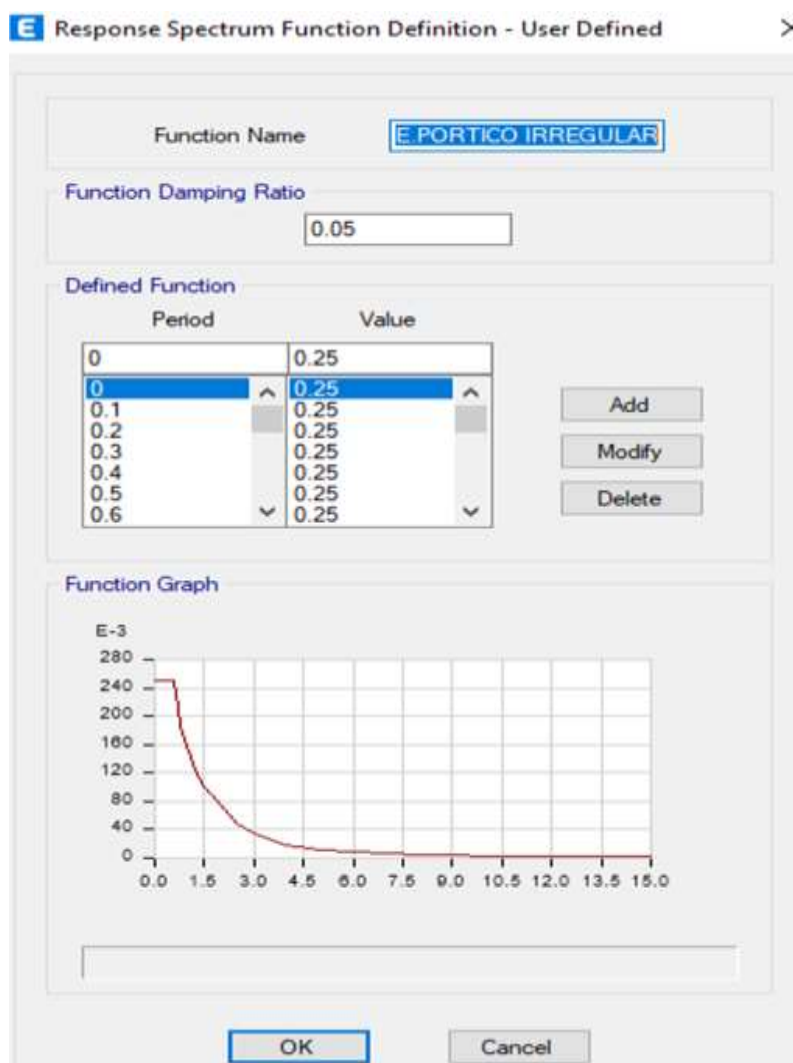 E Response Spectrum Function Definition - User Defined
Function Name E.PORTICO IRREGULAR
Function Damping Ratio
0.05
Defined Function
Period Value
0 0.25
0 0.25
0.1 0.25
0.2 0.25
0.3 0.25
0.4 0.25
0.5 0.25
0.6 0.25
Add
Modify
Delete
Function Graph
E-3
280
240
200
160
120
80
40
0
0.0 1.5 3.0 4.5 6.0 7.5 9.0 10.5 12.0 13.5 15.0
OK Cancel